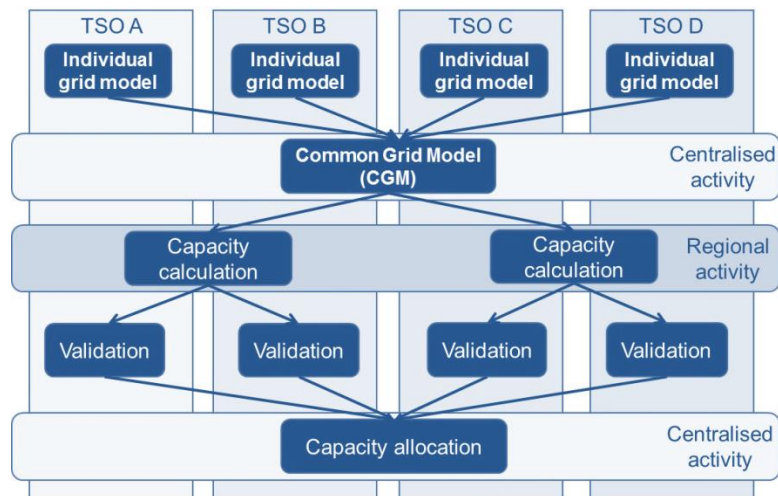 TSO A
TSO B
TSO C
TSO D
Individual
grid model
Individual
grid model
Individual
grid model
Individual
grid model
Common Grid Model
(CGM)
Centralised
activity
Capacity
calculation
Capacity
calculation
Regional
activity
Validation
Validation
Validation
Validation
Capacity allocation
Centralised
activity